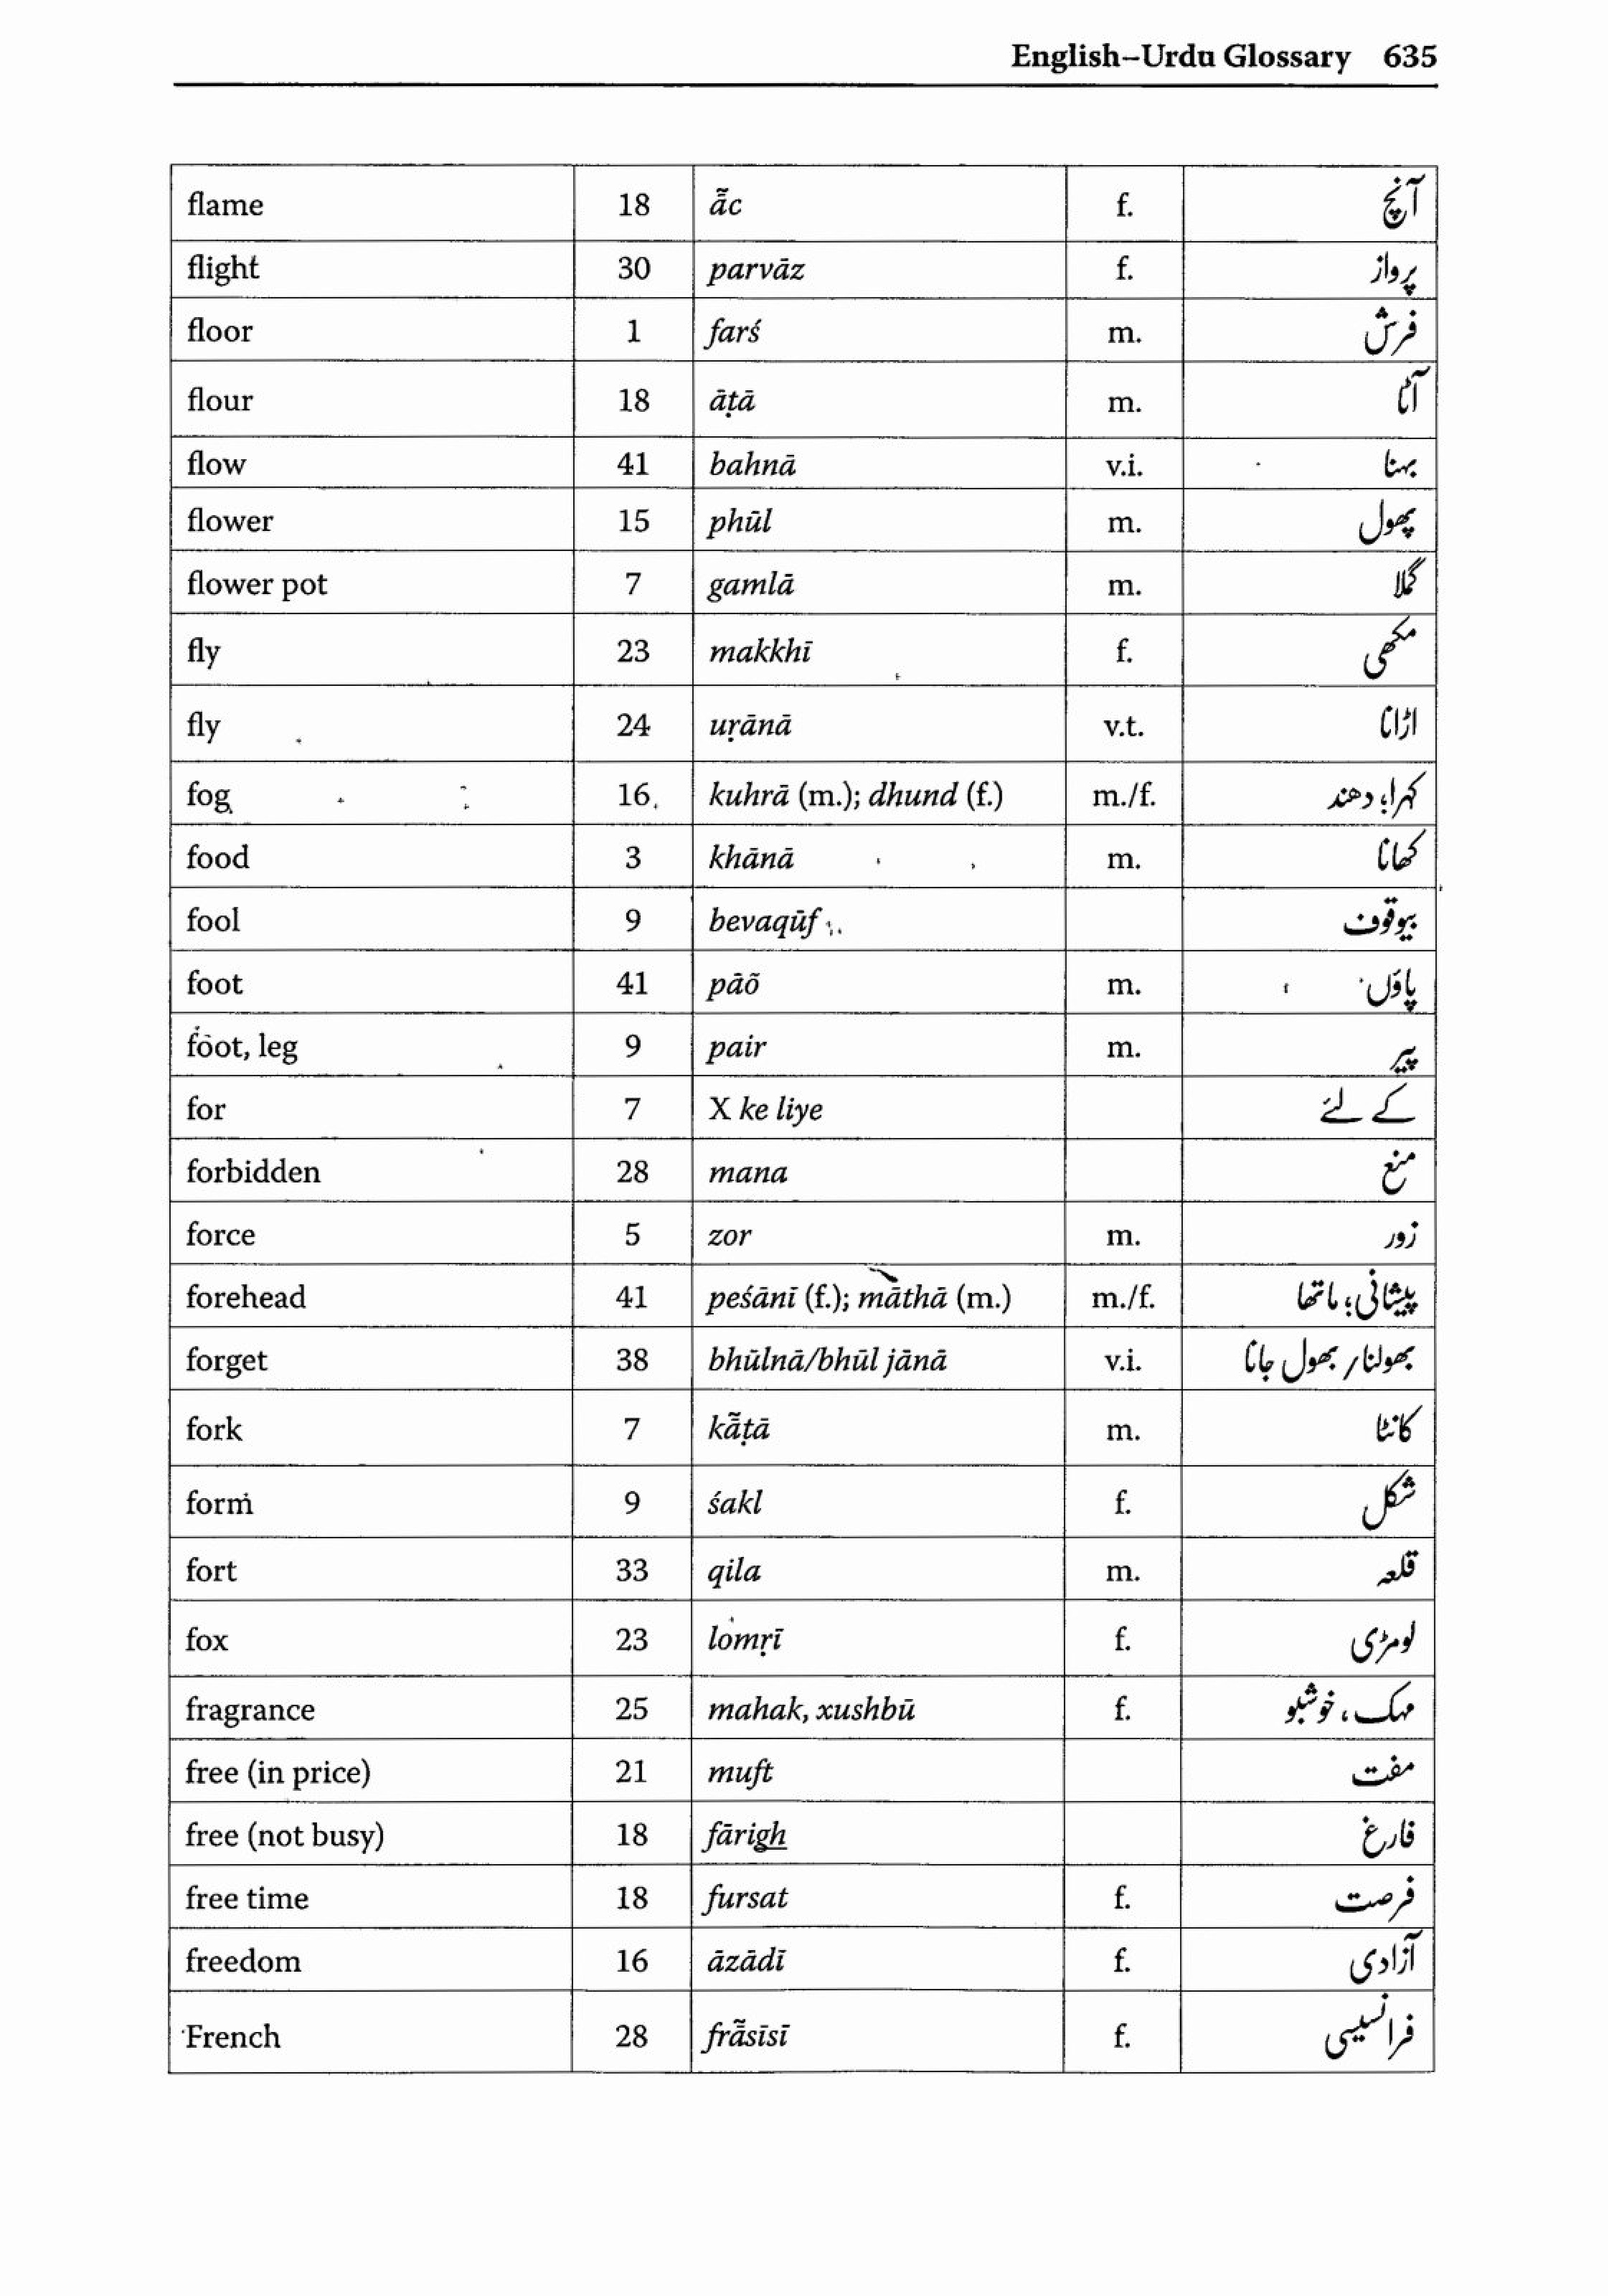 English–Urdu Glossary 635
flame 18 ā̃c f. آنچ
flight 30 parvāz f. پرواز
floor 1 farś m. فرش
flour 18 āṭā m. آٹا
flow 41 bahnā v.i. بہنا
flower 15 phūl m. پھول
flower pot 7 gamlā m. گملا
fly 23 makkhī f. مکھی
fly 24 uṛānā v.t. اڑانا
fog 16 kuhrā (m.); dhund (f.) m./f. کہرا؛ دھند
food 3 khānā m. کھانا
fool 9 bevaqūf بیوقوف
foot 41 pāõ m. پاؤں
foot, leg 9 pair m. پیر
for 7 X ke liye کے لئے
forbidden 28 mana منع
force 5 zor m. زور
forehead 41 peśānī (f.); māthā (m.) m./f. پیشانی؛ ماتھا
forget 38 bhūlnā/bhūl jānā v.i. بھولنا/ بھول جانا
fork 7 kā̃ṭā m. کانٹا
form 9 śakl f. شکل
fort 33 qila m. قلعہ
fox 23 lomṛī f. لومڑی
fragrance 25 mahak, xushbū f. مہک، خوشبو
free (in price) 21 muft مفت
free (not busy) 18 fārigh فارغ
free time 18 fursat f. فرصت
freedom 16 āzādī f. آزادی
French 28 frā̃sīsī f. فرانسیسی